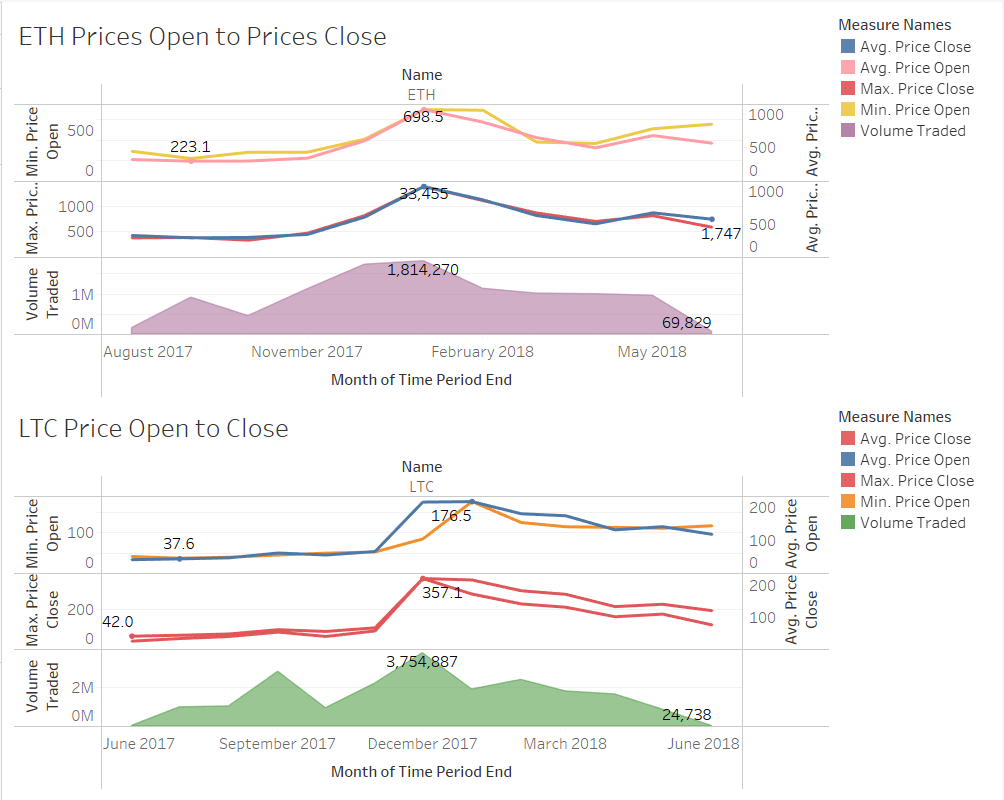 ETH Prices Open to Prices Close
Name
ETH
Min. Price Open
500
0
223.1
698.5
1000
500
0
Avg. Pric..
Max. Pric..
1000
500
33,455
1,747
1000
500
0
Avg. Pric..
Volume Traded
1M
0M
1,814,270
69,829
August 2017 November 2017 February 2018 May 2018
Month of Time Period End
Measure Names
Avg. Price Close
Avg. Price Open
Max. Price Close
Min. Price Open
Volume Traded
LTC Price Open to Close
Name
LTC
Min. Price Open
100
0
37.6
176.5
200
100
0
Avg. Price Open
Max. Price Close
200
0
42.0
357.1
200
100
Avg. Price Close
Volume Traded
2M
0M
3,754,887
24,738
June 2017 September 2017 December 2017 March 2018 June 2018
Month of Time Period End
Measure Names
Avg. Price Close
Avg. Price Open
Max. Price Close
Min. Price Open
Volume Traded